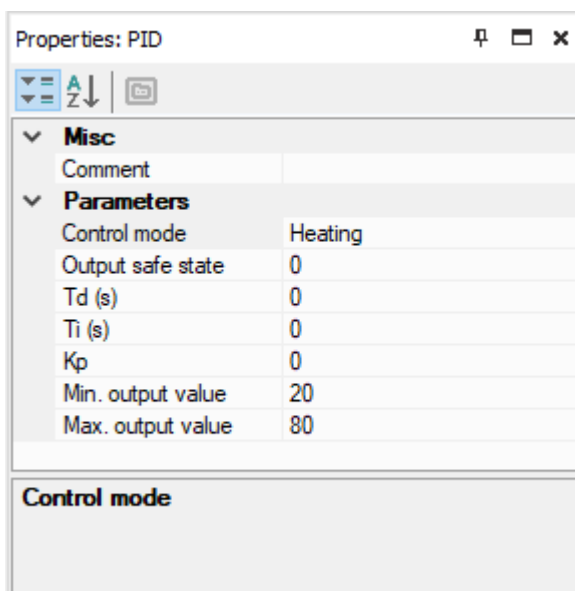 Properties: PID
Misc
Comment
Parameters
Control mode Heating
Output safe state 0
Td (s) 0
Ti (s) 0
Kp 0
Min. output value 20
Max. output value 80
Control mode